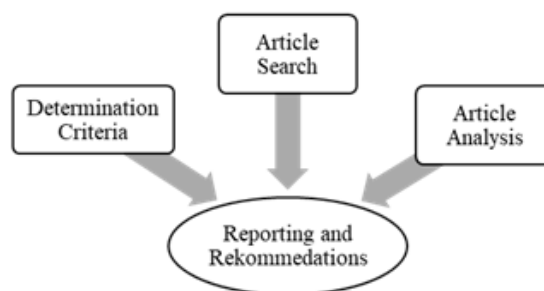 Article
Search
Determination
Criteria
Article
Analysis
Reporting and
Rekommedations